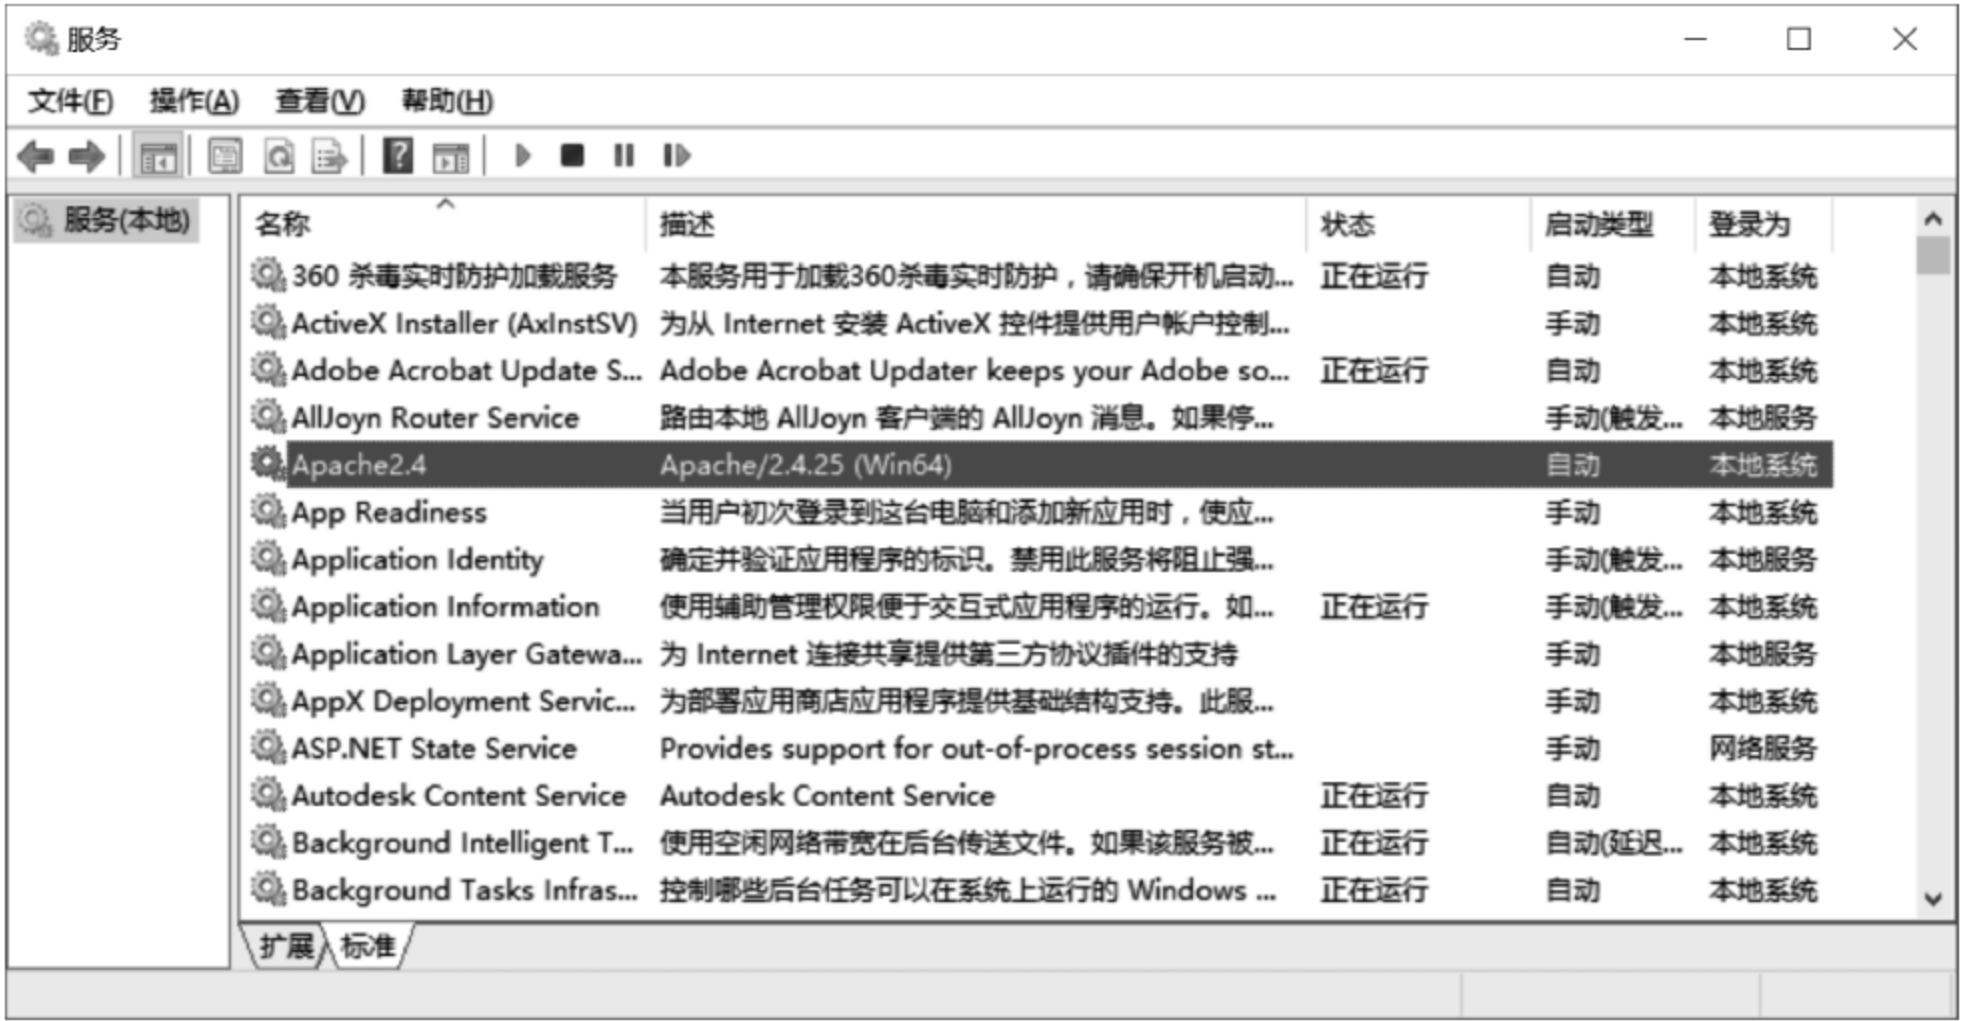 服务
文件(F) 操作(A) 查看(V) 帮助(H)
服务(本地)
名称 描述 状态 启动类型 登录为
360 杀毒实时防护加载服务 本服务用于加载360杀毒实时防护，请确保开机启动... 正在运行 自动 本地系统
ActiveX Installer (AxInstSV) 为从 Internet 安装 ActiveX 控件提供用户帐户控制... 手动 本地系统
Adobe Acrobat Update S... Adobe Acrobat Updater keeps your Adobe so... 正在运行 自动 本地系统
AllJoyn Router Service 路由本地 AllJoyn 客户端的 AllJoyn 消息。如果停... 手动(触发... 本地服务
Apache2.4 Apache/2.4.25 (Win64) 自动 本地系统
App Readiness 当用户初次登录到这台电脑和添加新应用时，使应... 手动 本地系统
Application Identity 确定并验证应用程序的标识。禁用此服务将阻止强... 手动(触发... 本地服务
Application Information 使用辅助管理权限便于交互式应用程序的运行。如... 正在运行 手动(触发... 本地系统
Application Layer Gatewa... 为 Internet 连接共享提供第三方协议插件的支持 手动 本地服务
AppX Deployment Servic... 为部署应用商店应用程序提供基础结构支持。此服... 手动 本地系统
ASP.NET State Service Provides support for out-of-process session st... 手动 网络服务
Autodesk Content Service Autodesk Content Service 正在运行 自动 本地系统
Background Intelligent T... 使用空闲网络带宽在后台传送文件。如果该服务被... 正在运行 自动(延迟... 本地系统
Background Tasks Infras... 控制哪些后台任务可以在系统上运行的 Windows ... 正在运行 自动 本地系统
扩展 标准